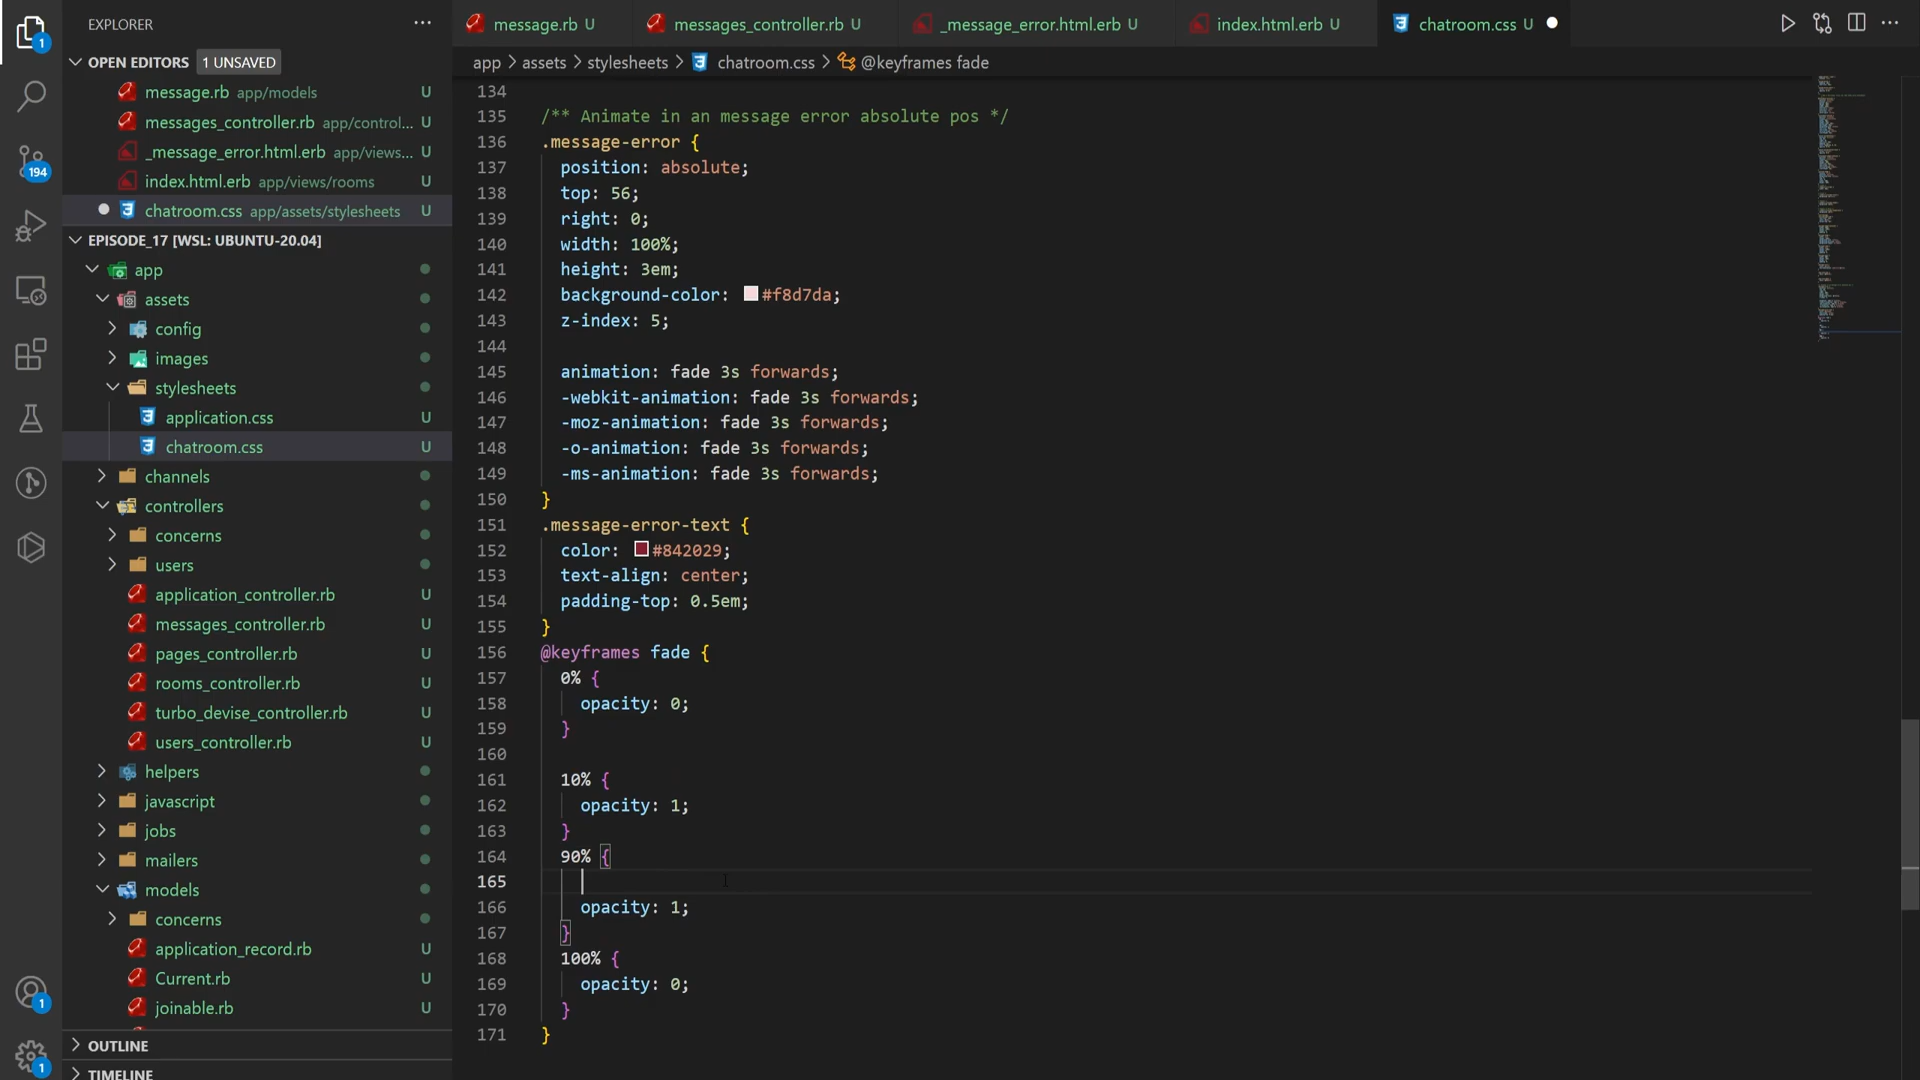 EXPLORER
OPEN EDITORS 1 UNSAVED
message.rb app/models U
messages_controller.rb app/control... U
_message_error.html.erb app/views... U
index.html.erb app/views/rooms U
chatroom.css app/assets/stylesheets U
EPISODE_17 [WSL: UBUNTU-20.04]
app
assets
config
images
stylesheets
application.css U
chatroom.css U
channels
controllers
concerns
users
application_controller.rb U
messages_controller.rb U
pages_controller.rb U
rooms_controller.rb U
turbo_devise_controller.rb U
users_controller.rb U
helpers
javascript
jobs
mailers
models
concerns
application_record.rb U
Current.rb U
joinable.rb U
OUTLINE
TIMELINE
1
194
1
1
message.rb U
messages_controller.rb U
_message_error.html.erb U
index.html.erb U
chatroom.css U
app > assets > stylesheets > chatroom.css > @keyframes fade
134
135 /** Animate in an message error absolute pos */
136 .message-error {
137 position: absolute;
138 top: 56;
139 right: 0;
140 width: 100%;
141 height: 3em;
142 background-color: #f8d7da;
143 z-index: 5;
144
145 animation: fade 3s forwards;
146 -webkit-animation: fade 3s forwards;
147 -moz-animation: fade 3s forwards;
148 -o-animation: fade 3s forwards;
149 -ms-animation: fade 3s forwards;
150 }
151 .message-error-text {
152 color: #842029;
153 text-align: center;
154 padding-top: 0.5em;
155 }
156 @keyframes fade {
157 0% {
158 opacity: 0;
159 }
160
161 10% {
162 opacity: 1;
163 }
164 90% {
165
166 opacity: 1;
167 }
168 100% {
169 opacity: 0;
170 }
171 }